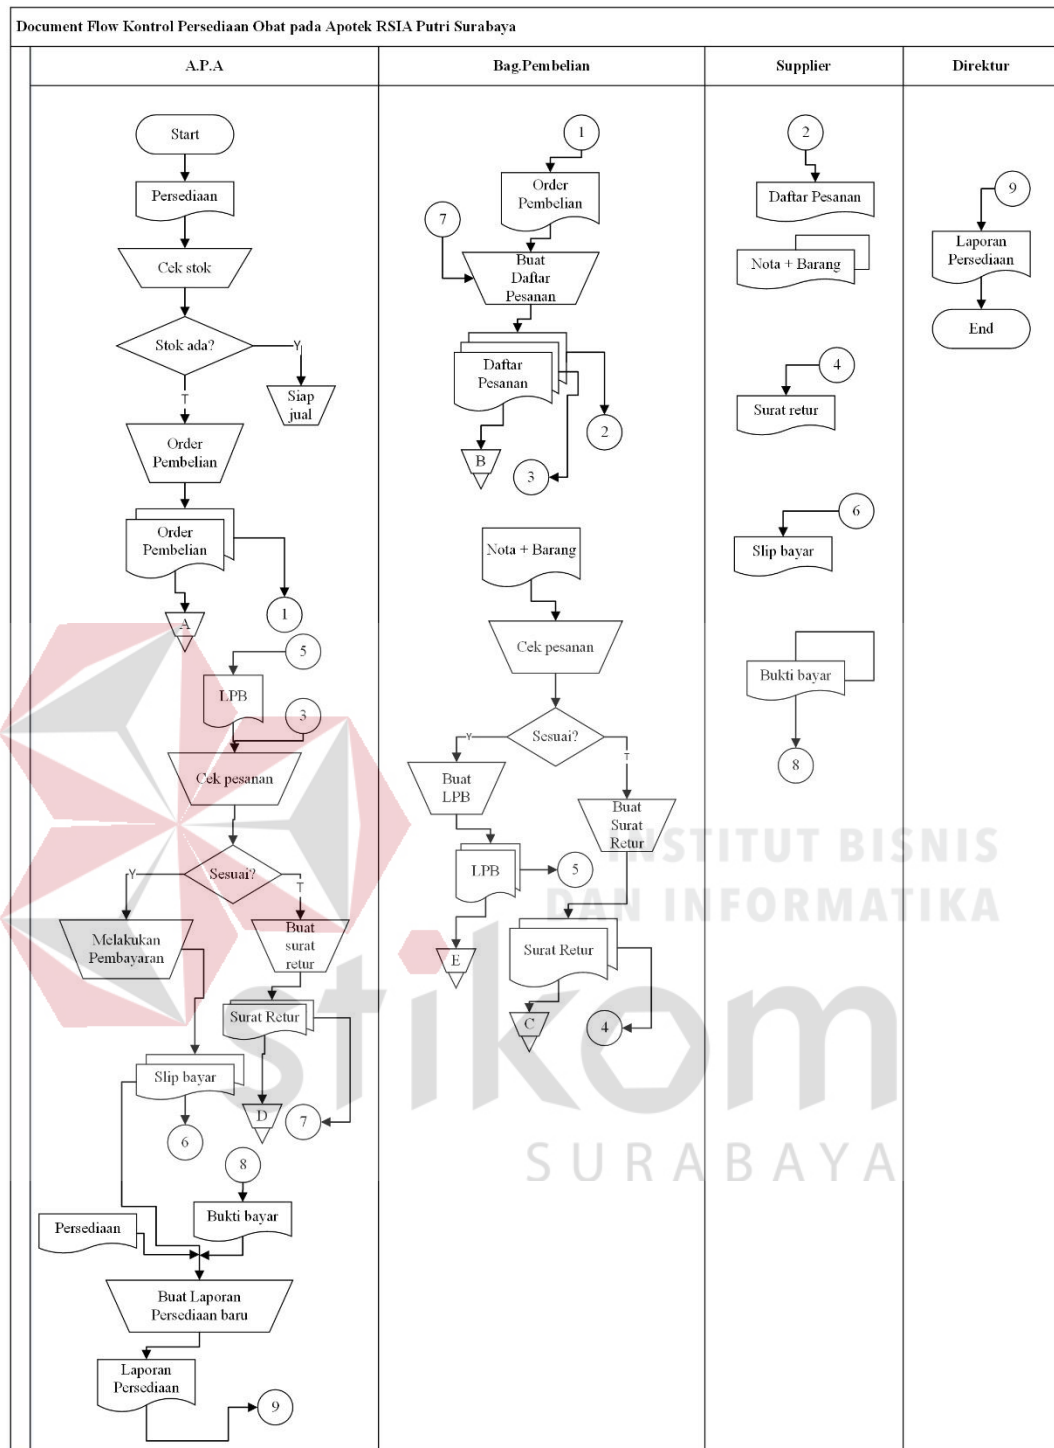 Document Flow Kontrol Persediaan Obat pada Apotek RSIA Putri Surabaya
A.P.A
Bag.Pembelian
Supplier
Direktur
Start
Persediaan
Cek stok
Stok ada?
Y
T
Siap
jual
Order
Pembelian
Order
Pembelian
1
A
5
LPB
3
Cek pesanan
Sesuai?
Y
T
Melakukan
Pembayaran
Buat
surat
retur
Surat Retur
Slip bayar
D
7
6
8
Bukti bayar
Persediaan
Buat Laporan
Persediaan baru
Laporan
Persediaan
9
1
Order
Pembelian
7
Buat
Daftar
Pesanan
Daftar
Pesanan
2
B
3
Nota + Barang
Cek pesanan
Sesuai?
Y
T
Buat
LPB
Buat
Surat
Retur
LPB
5
E
Surat Retur
C
4
2
Daftar Pesanan
Nota + Barang
4
Surat retur
6
Slip bayar
Bukti bayar
8
9
Laporan
Persediaan
End
INSTITUT BISNIS
DAN INFORMATIKA
stikom
SURABAYA